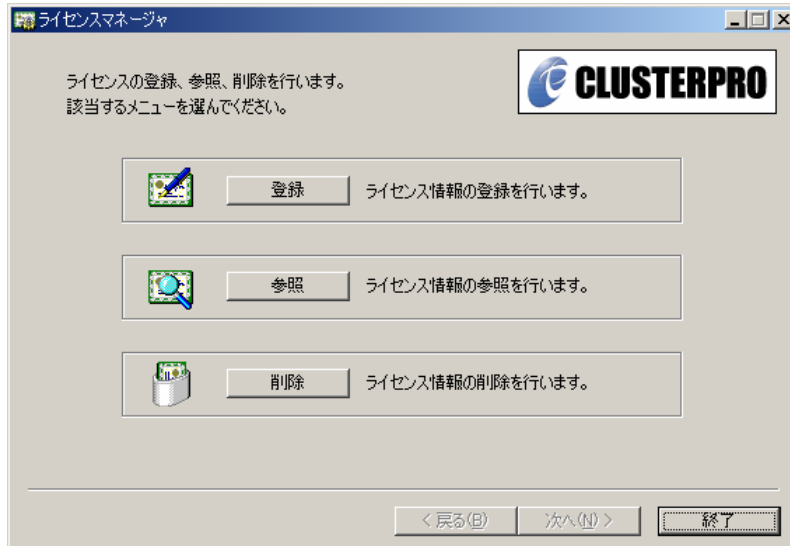 ライセンスマネージャ
ライセンスの登録、参照、削除を行います。
該当するメニューを選んでください。
CLUSTERPRO
登録
ライセンス情報の登録を行います。
参照
ライセンス情報の参照を行います。
削除
ライセンス情報の削除を行います。
< 戻る(B)
次へ(N) >
終了